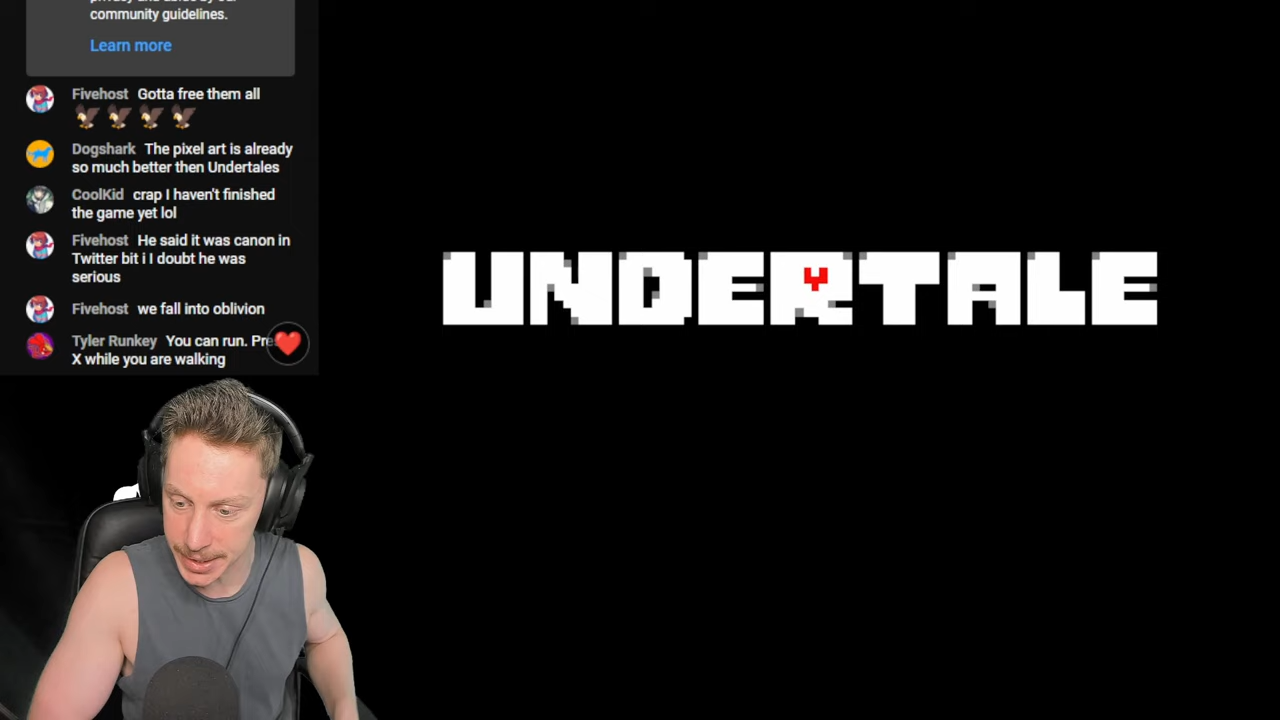 community guidelines.
Learn more
Fivehost Gotta free them all
Dogshark The pixel art is already
so much better then Undertales
CoolKid crap I haven't finished
the game yet lol
Fivehost He said it was canon in
Twitter bit i I doubt he was
serious
Fivehost we fall into oblivion
Tyler Runkey You can run. Pre
X while you are walking
UNDERTALE